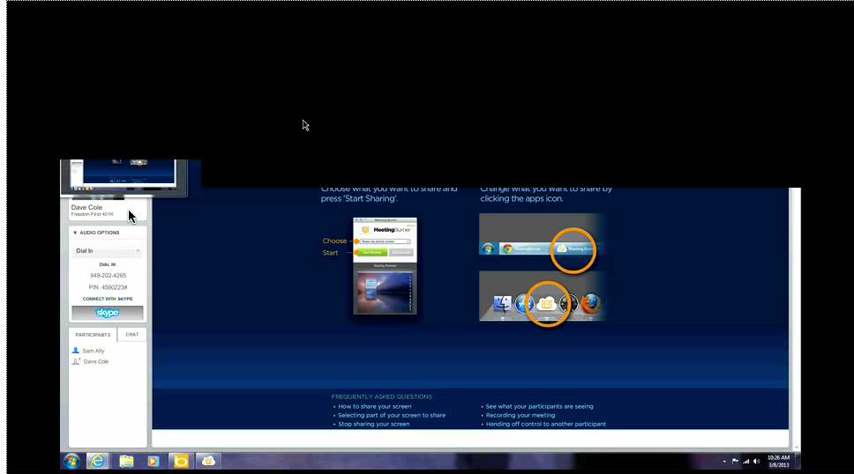 Choose what you want to share and
press 'Start Sharing'.
Change what you want to share by
clicking the apps icon.
Dave Cole
Freedom First 401K
▼ AUDIO OPTIONS
Dial In
DIAL IN
949-202-4265
PIN: 4560223#
CONNECT WITH SKYPE
skype
PARTICIPANTS
CHAT
Sam Ally
Dave Cole
MeetingBurner
Choose
Start
FREQUENTLY ASKED QUESTIONS
• How to share your screen
• Selecting part of your screen to share
• Stop sharing your screen
• See what your participants are seeing
• Recording your meeting
• Handing off control to another participant
10:26 AM
3/8/2013